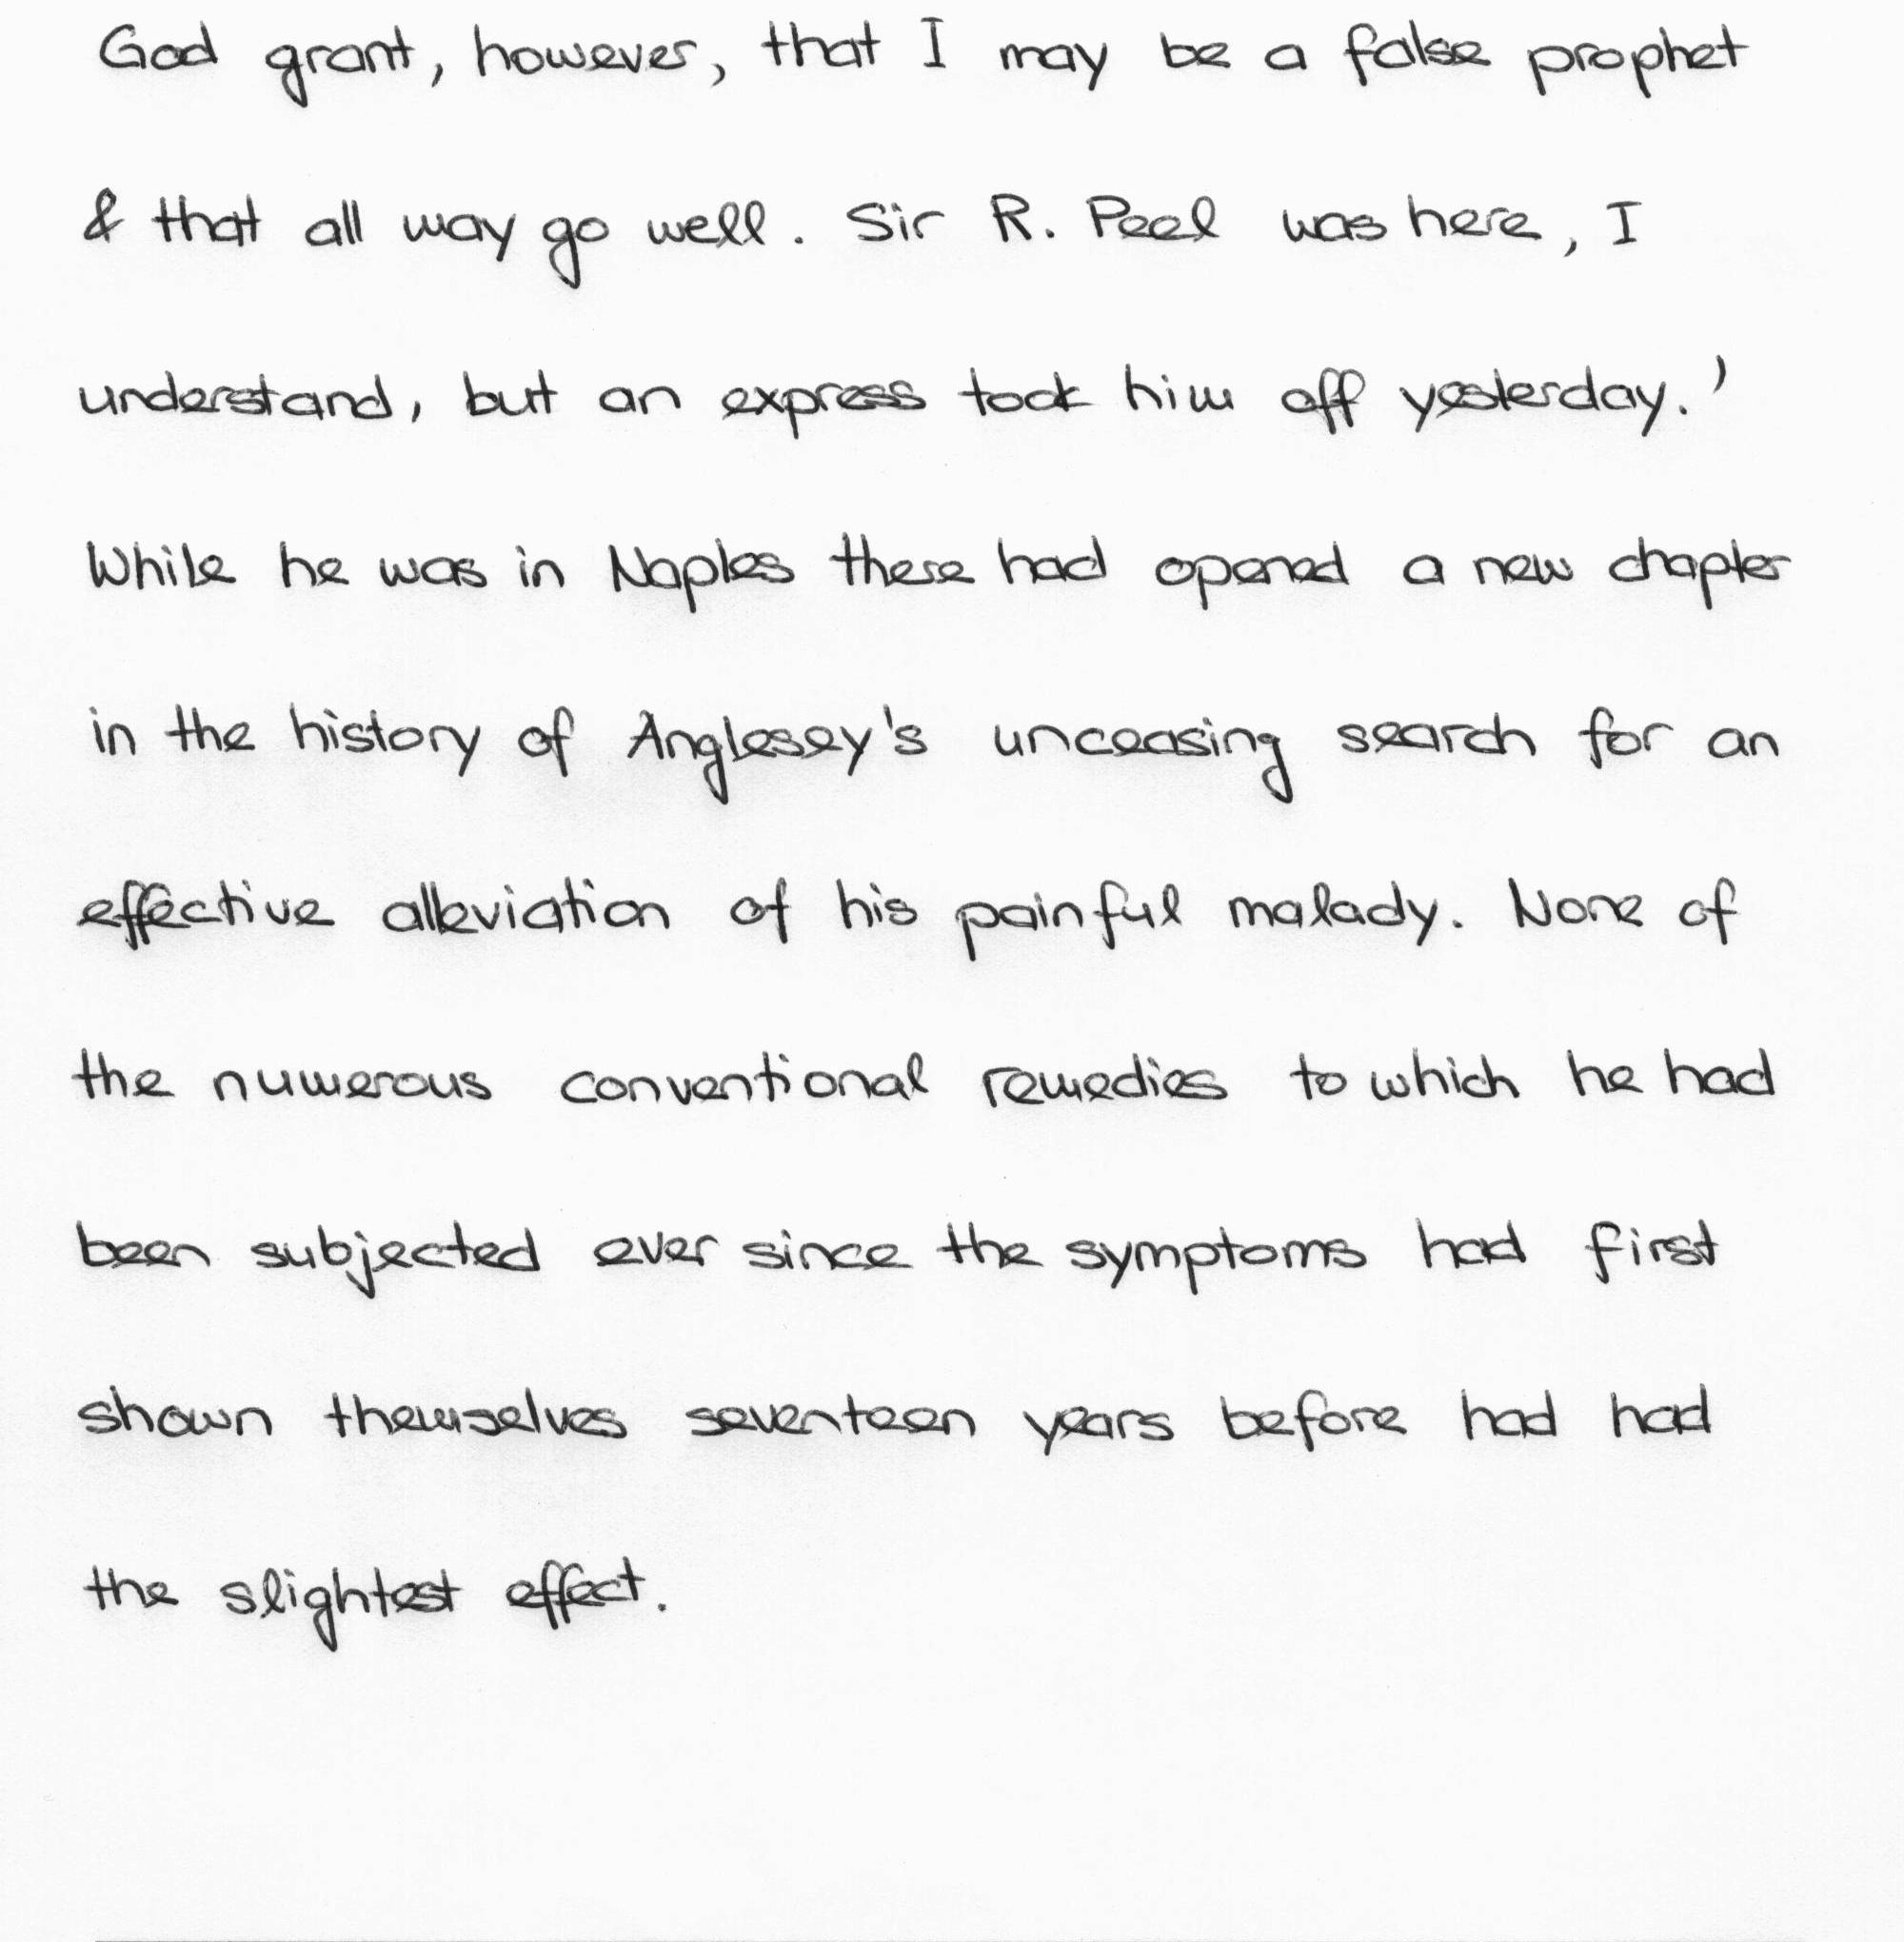 God grant, however, that I may be a false prophet
& that all way go well. Sir R. Peel was here, I
understand, but an express took him off yesterday.'
While he was in Naples there had opened a new chapter
in the history of Anglesey's unceasing search for an
effective alleviation of his painful malady. None of
the numerous conventional remedies to which he had
been subjected ever since the symptoms had first
shown themselves seventeen years before had had
the slightest effect.